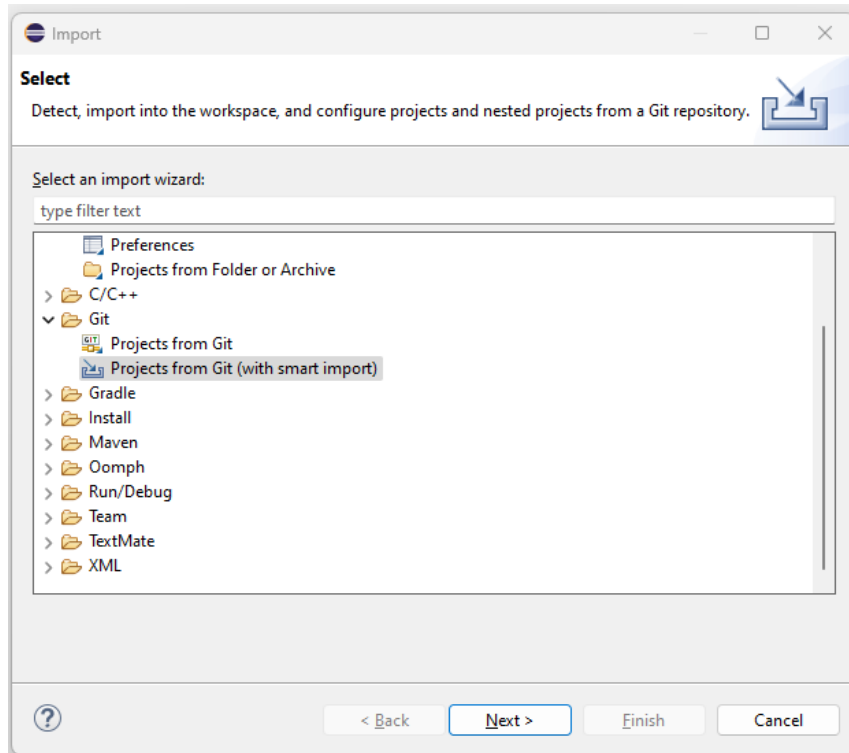 Import
Select
Detect, import into the workspace, and configure projects and nested projects from a Git repository.
Select an import wizard:
type filter text
Preferences
Projects from Folder or Archive
C/C++
Git
GIT
Projects from Git
Projects from Git (with smart import)
Gradle
Install
Maven
Oomph
Run/Debug
Team
TextMate
XML
? < Back Next > Finish Cancel